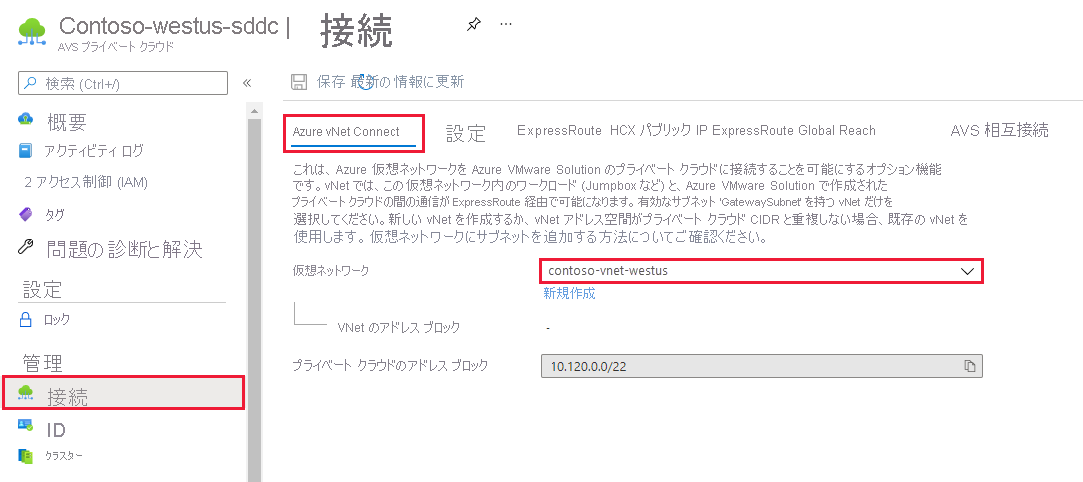 Contoso-westus-sddc | 接続
AVS プライベート クラウド
検索 (Ctrl+/)
概要
アクティビティ ログ
2 アクセス制御 (IAM)
タグ
問題の診断と解決
設定
ロック
管理
接続
ID
クラスター
保存 最新の情報に更新
Azure vNet Connect 設定 ExpressRoute HCX パブリック IP ExpressRoute Global Reach AVS 相互接続
これは、Azure 仮想ネットワークを Azure VMware Solution のプライベート クラウドに接続することを可能にするオプション機能
です。vNet では、この仮想ネットワーク内のワークロード (Jumpbox など) と、Azure VMware Solution で作成された
プライベート クラウドの間の通信が ExpressRoute 経由で可能になります。有効なサブネット 'GatewaySubnet' を持つ vNet だけを
選択してください。新しい vNet を作成するか、vNet アドレス空間がプライベート クラウド CIDR と重複しない場合、既存の vNet を
使用します。仮想ネットワークにサブネットを追加する方法についてご確認ください。
仮想ネットワーク contoso-vnet-westus
新規作成
VNet のアドレス ブロック -
プライベート クラウドのアドレス ブロック 10.120.0.0/22